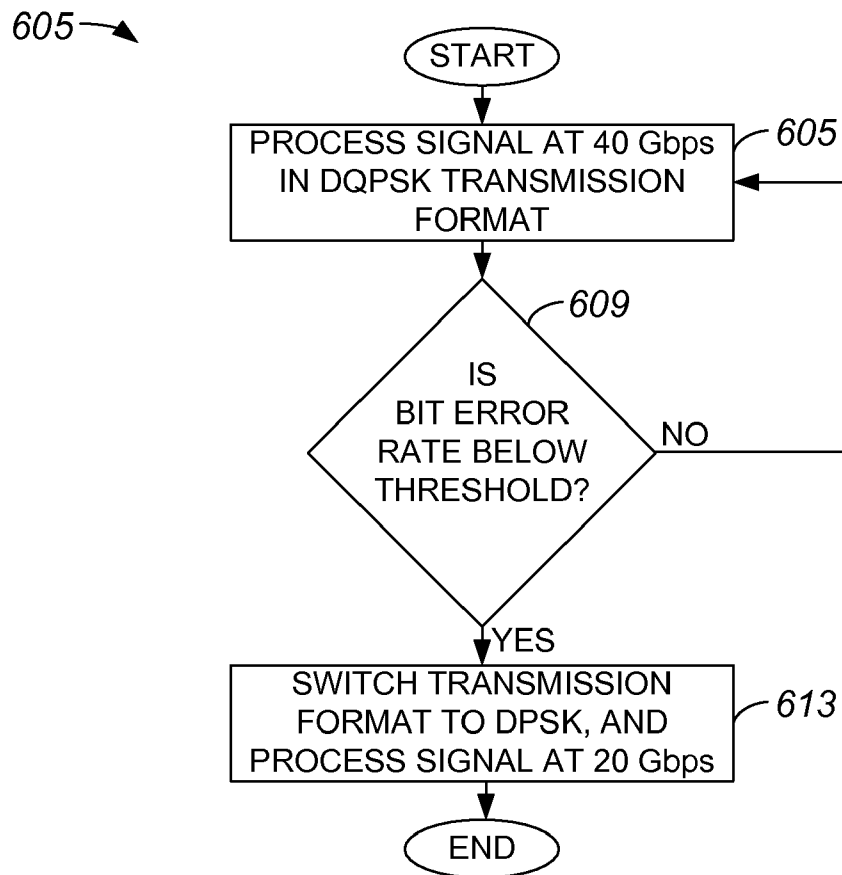 605
START
PROCESS SIGNAL AT 40 Gbps
IN DQPSK TRANSMISSION
FORMAT
605
609
IS
BIT ERROR
RATE BELOW
THRESHOLD?
NO
YES
SWITCH TRANSMISSION
FORMAT TO DPSK, AND
PROCESS SIGNAL AT 20 Gbps
613
END